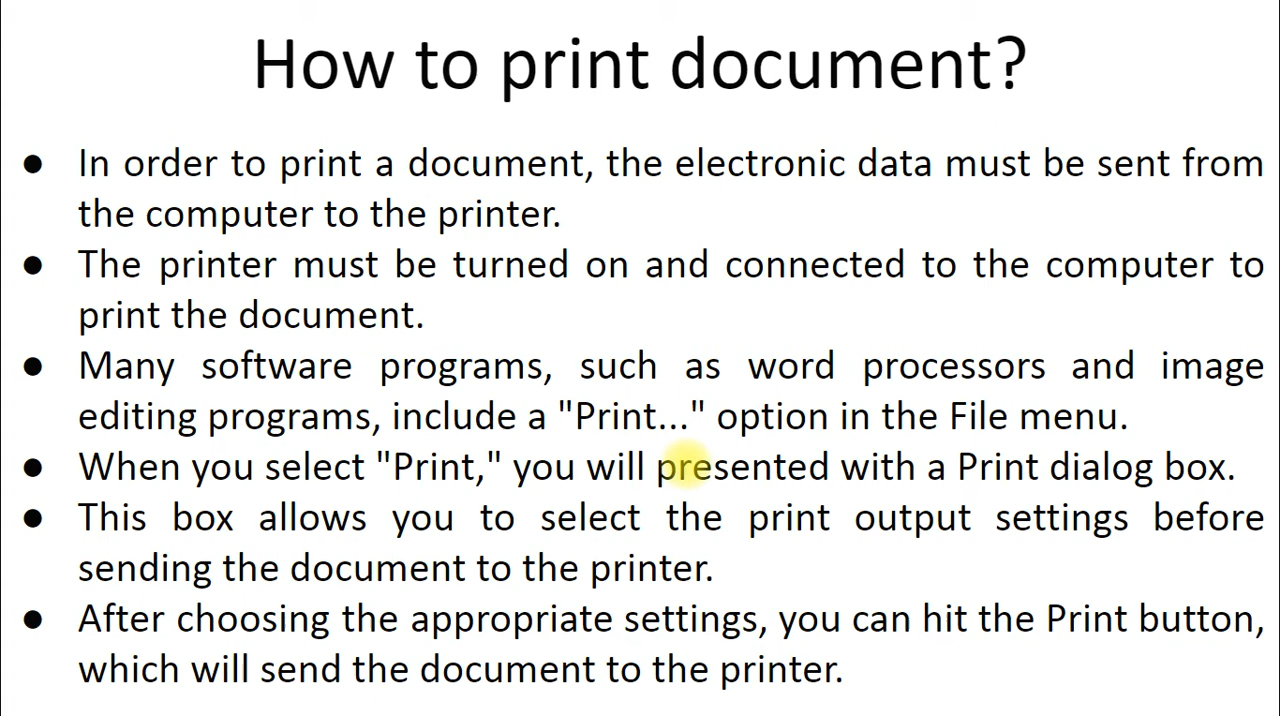 How to print document?
● In order to print a document, the electronic data must be sent from
the computer to the printer.
● The printer must be turned on and connected to the computer to
print the document.
● Many software programs, such as word processors and image
editing programs, include a "Print..." option in the File menu.
● When you select "Print," you will presented with a Print dialog box.
● This box allows you to select the print output settings before
sending the document to the printer.
● After choosing the appropriate settings, you can hit the Print button,
which will send the document to the printer.